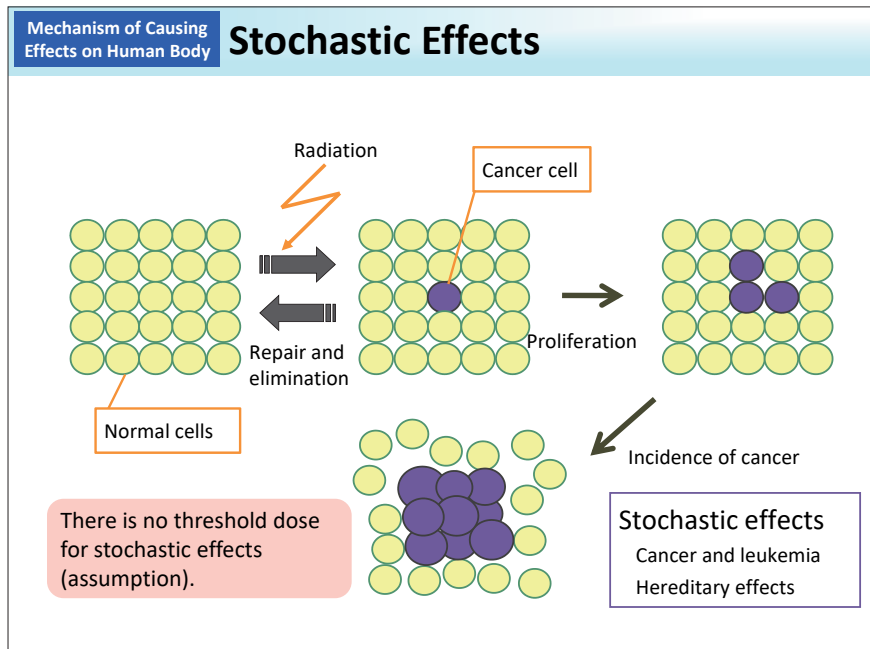 Mechanism of Causing
Effects on Human Body
Stochastic Effects
Radiation
Cancer cell
Repair and
elimination
Proliferation
Normal cells
Incidence of cancer
There is no threshold dose
for stochastic effects
(assumption).
Stochastic effects
Cancer and leukemia
Hereditary effects